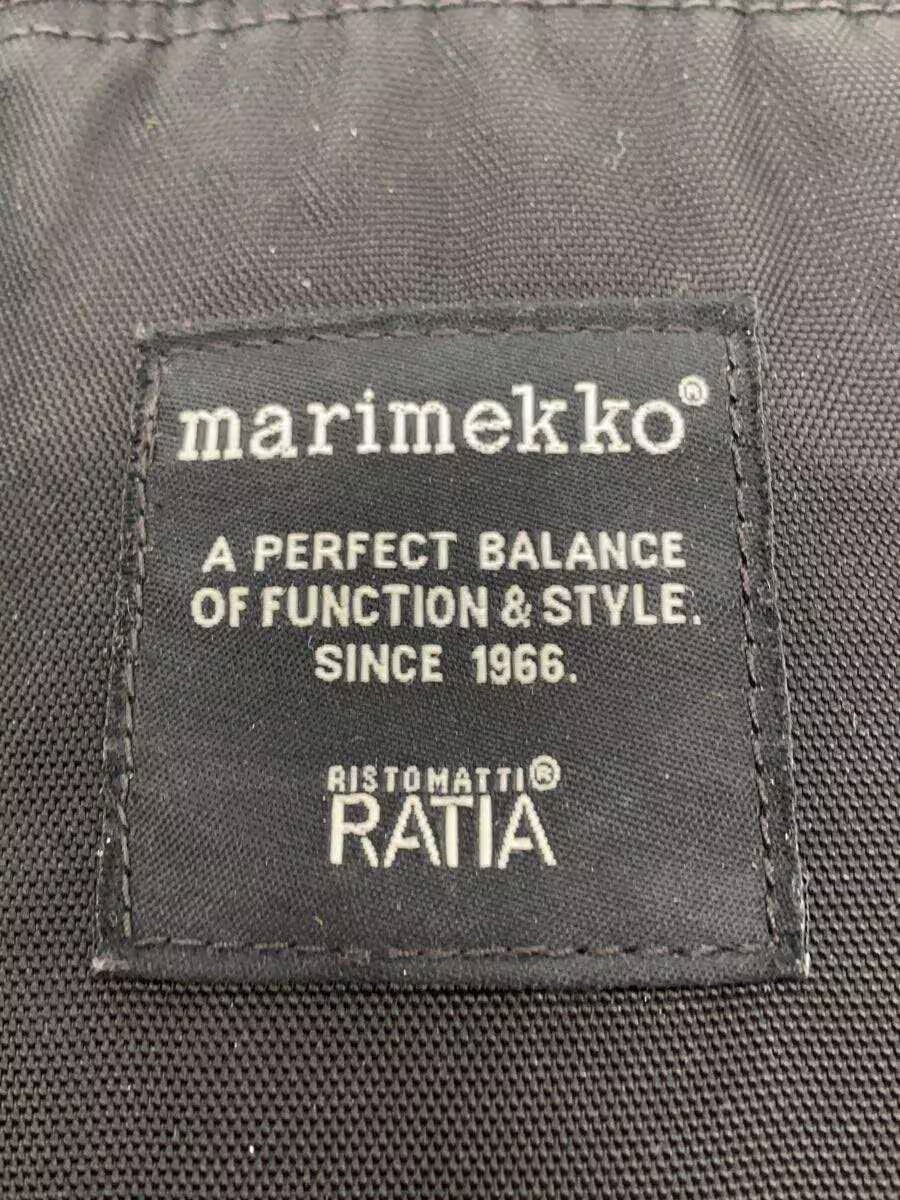 marimekko®
A PERFECT BALANCE
OF FUNCTION & STYLE.
SINCE 1966.
RISTOMATTI®
RATIA